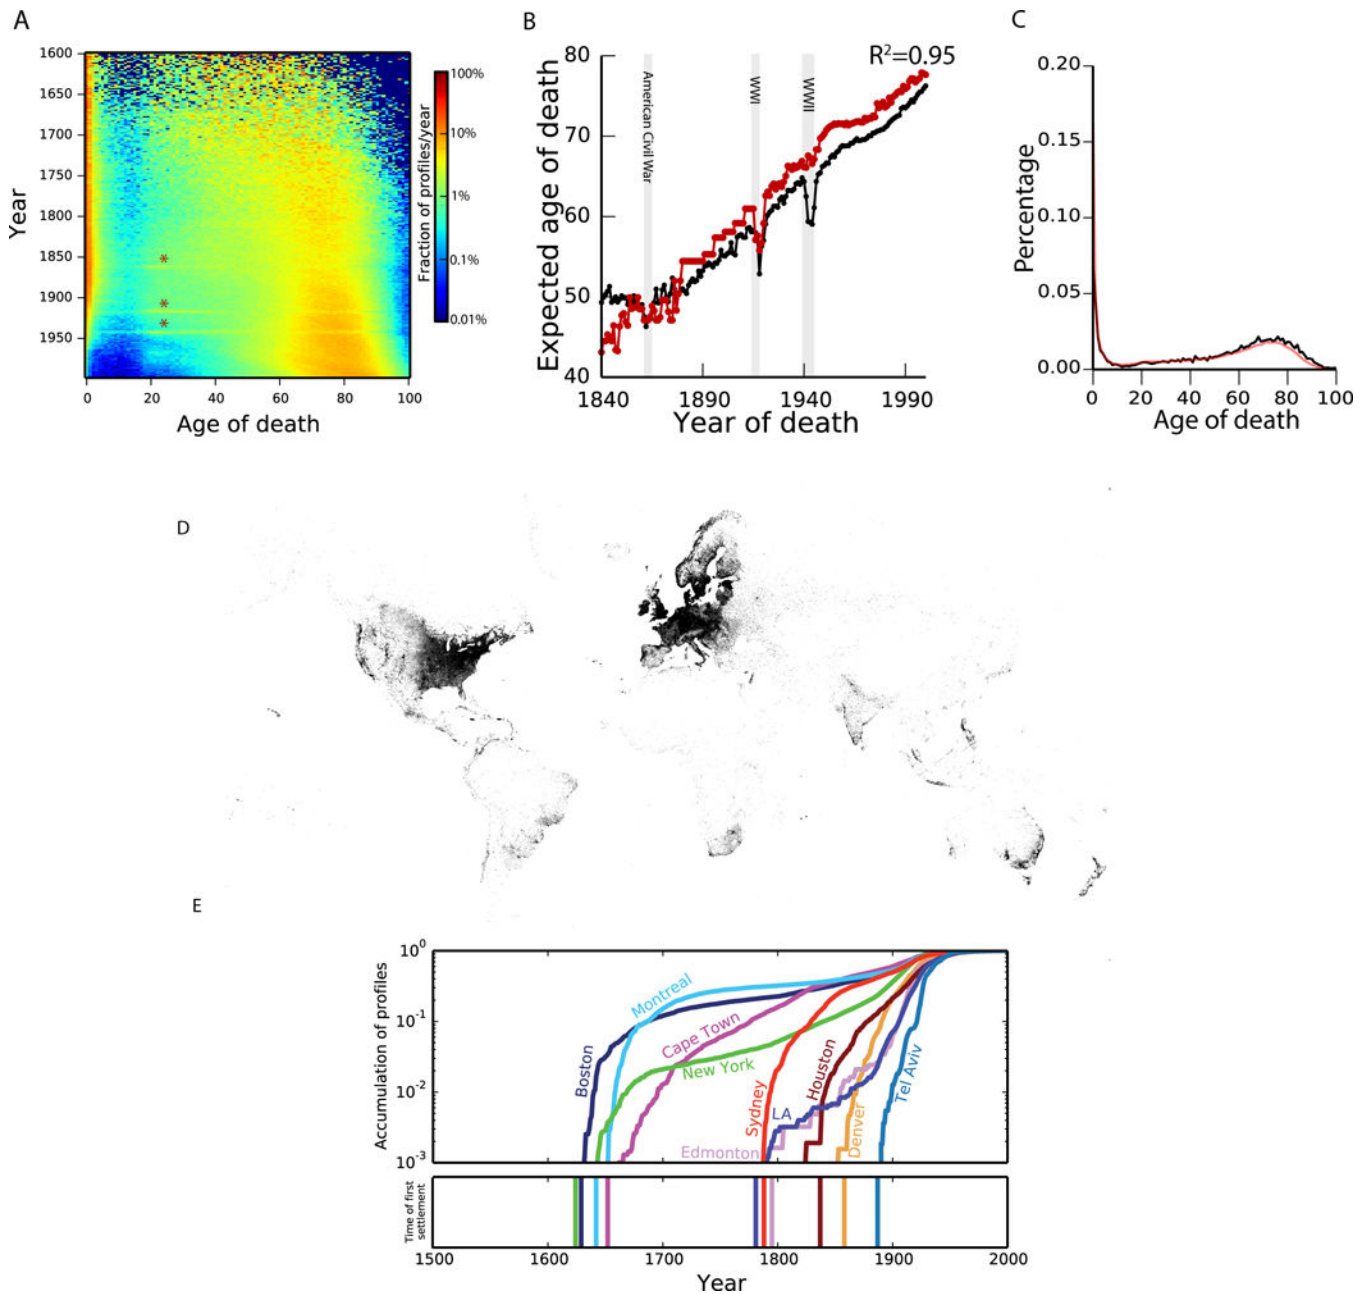 A
1600
1650
1700
1750
1800
1850
1900
1950
Year
0
20
40
60
80
100
Age of death
*
*
*
100%
10%
1%
0.1%
0.01%
Fraction of profiles/year
B
R²=0.95
80
70
60
50
40
Expected age of death
American Civil War
WWI
WWII
1840
1890
1940
1990
Year of death
C
0.20
0.15
0.10
0.05
0.00
Percentage
0
20
40
60
80
100
Age of death
D
E
10⁰
10⁻¹
10⁻²
10⁻³
Accumulation of profiles
Boston
Montreal
Cape Town
New York
Sydney
LA
Edmonton
Houston
Denver
Tel Aviv
Time of first
settlement
1500
1600
1700
1800
1900
2000
Year